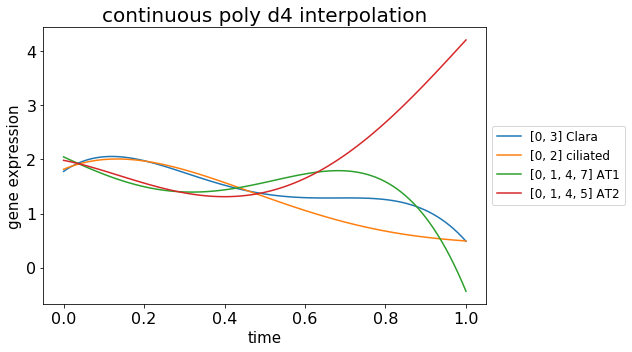 continuous poly d4 interpolation
gene expression
4
3
2
1
0
0.0 0.2 0.4 0.6 0.8 1.0
time
[0, 3] Clara
[0, 2] ciliated
[0, 1, 4, 7] AT1
[0, 1, 4, 5] AT2